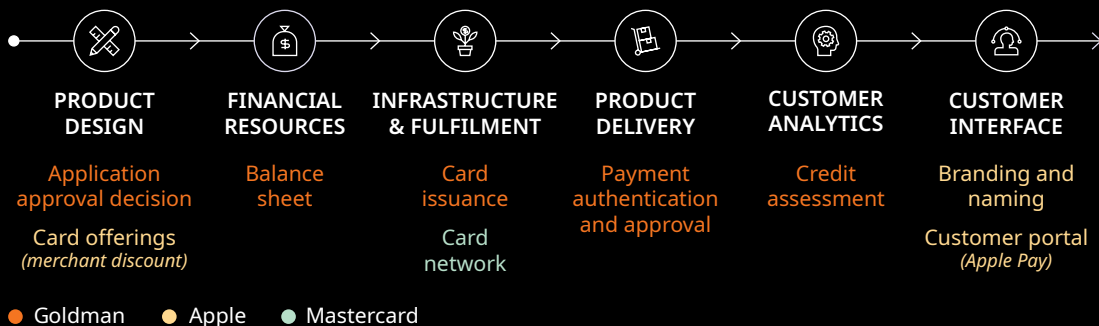 $
$
PRODUCT
DESIGN
FINANCIAL
RESOURCES
INFRASTRUCTURE
& FULFILMENT
PRODUCT
DELIVERY
CUSTOMER
ANALYTICS
CUSTOMER
INTERFACE
Application
approval decision
Card offerings
(merchant discount)
Balance
sheet
Card
issuance
Card
network
Payment
authentication
and approval
Credit
assessment
Branding and
naming
Customer portal
(Apple Pay)
Goldman
Apple
Mastercard